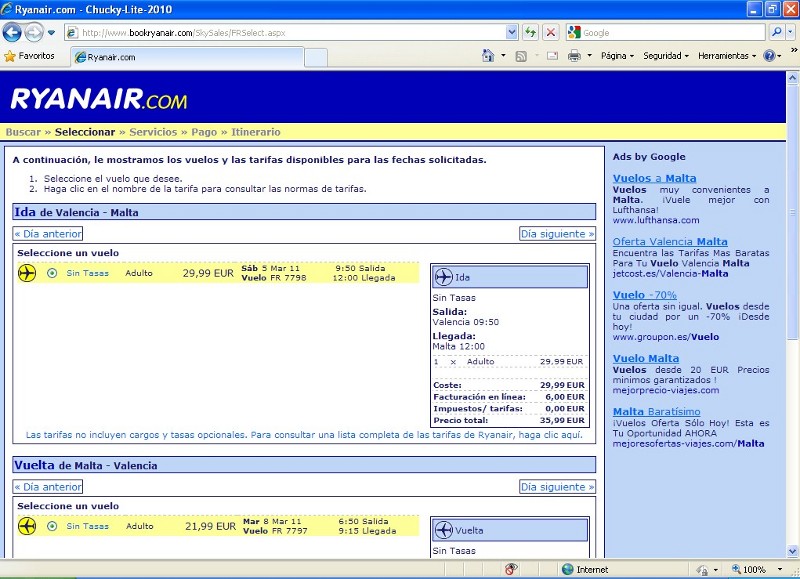 Ryanair.com - Chucky-Lite-2010
http://www.bookryanair.com/SkySales/FRSelect.aspx
Google
Favoritos
Ryanair.com
Página
Seguridad
Herramientas
RYANAIR.COM
Buscar » Seleccionar » Servicios » Pago » Itinerario
A continuación, le mostramos los vuelos y las tarifas disponibles para las fechas solicitadas.
1. Seleccione el vuelo que desee.
2. Haga clic en el nombre de la tarifa para consultar las normas de tarifas.
Ida de Valencia - Malta
« Día anterior
Día siguiente »
Seleccione un vuelo
Sin Tasas Adulto 29,99 EUR Sáb 5 Mar 11 9:50 Salida
Vuelo FR 7798 12:00 Llegada
Ida
Sin Tasas
Salida:
Valencia 09:50
Llegada:
Malta 12:00
1 x Adulto 29,99 EUR
Coste: 29,99 EUR
Facturación en línea: 6,00 EUR
Impuestos/ tarifas: 0,00 EUR
Precio total: 35,99 EUR
Las tarifas no incluyen cargos y tasas opcionales. Para consultar una lista completa de las tarifas de Ryanair, haga clic aquí.
Vuelta de Malta - Valencia
« Día anterior
Día siguiente »
Seleccione un vuelo
Sin Tasas Adulto 21,99 EUR Mar 8 Mar 11 6:50 Salida
Vuelo FR 7797 9:15 Llegada
Vuelta
Sin Tasas
Ads by Google
Vuelos a Malta
Vuelos muy convenientes a
Malta. ¡Vuele mejor con
Lufthansa!
www.lufthansa.com
Oferta Valencia Malta
Encuentra las Tarifas Mas Baratas
Para Tu Vuelo Valencia Malta
jetcost.es/Valencia-Malta
Vuelo -70%
Una oferta sin igual. Vuelos desde
tu ciudad por un -70% ¡Desde
hoy!
www.groupon.es/Vuelo
Vuelo Malta
Vuelos desde 20 EUR Precios
minimos garantizados !
mejorprecio-viajes.com
Malta Baratísimo
¡Vuelos Oferta Sólo Hoy! Esta es
Tu Oportunidad AHORA
mejoresofertas-viajes.com/Malta
Internet
100%